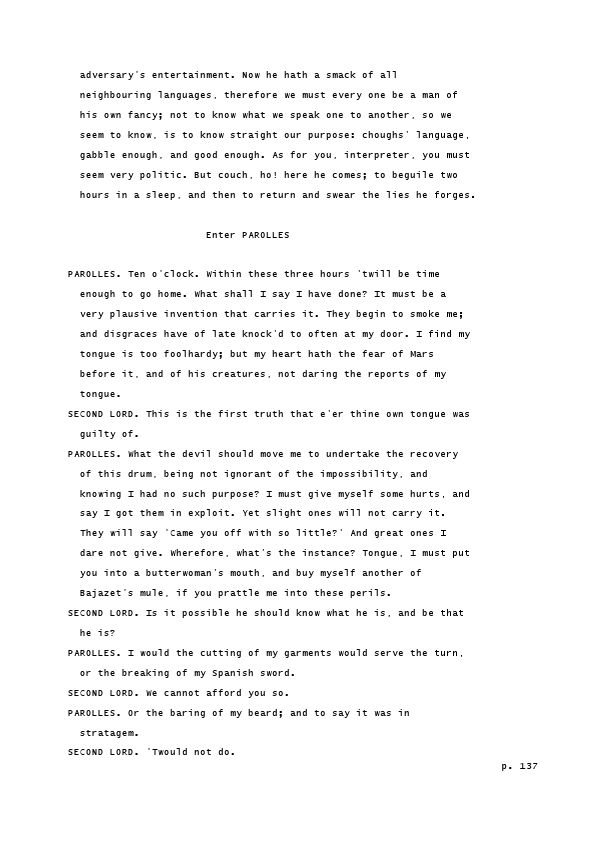 adversary's entertainment. Now he hath a smack of all
neighbouring languages, therefore we must every one be a man of
his own fancy; not to know what we speak one to another, so we
seem to know, is to know straight our purpose: choughs' language,
gabble enough, and good enough. As for you, interpreter, you must
seem very politic. But couch, ho! here he comes; to beguile two
hours in a sleep, and then to return and swear the lies he forges.
Enter PAROLLES
PAROLLES. Ten o'clock. Within these three hours 'twill be time
enough to go home. What shall I say I have done? It must be a
very plausive invention that carries it. They begin to smoke me;
and disgraces have of late knock'd to often at my door. I find my
tongue is too foolhardy; but my heart hath the fear of Mars
before it, and of his creatures, not daring the reports of my
tongue.
SECOND LORD. This is the first truth that e'er thine own tongue was
guilty of.
PAROLLES. What the devil should move me to undertake the recovery
of this drum, being not ignorant of the impossibility, and
knowing I had no such purpose? I must give myself some hurts, and
say I got them in exploit. Yet slight ones will not carry it.
They will say 'Came you off with so little?' And great ones I
dare not give. Wherefore, what's the instance? Tongue, I must put
you into a butterwoman's mouth, and buy myself another of
Bajazet's mule, if you prattle me into these perils.
SECOND LORD. Is it possible he should know what he is, and be that
he is?
PAROLLES. I would the cutting of my garments would serve the turn,
or the breaking of my Spanish sword.
SECOND LORD. We cannot afford you so.
PAROLLES. Or the baring of my beard; and to say it was in
stratagem.
SECOND LORD. 'Twould not do.
p. 137